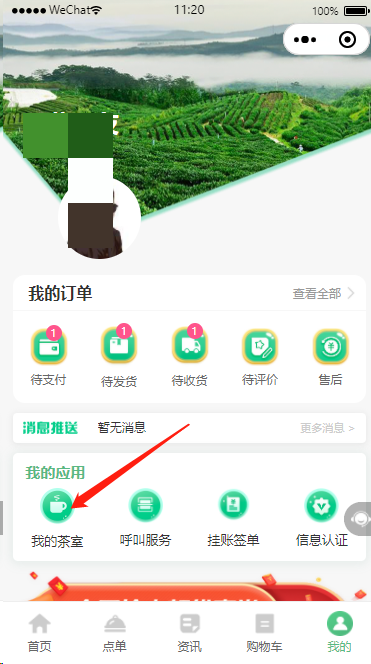 WeChat
11:20
100%
我的订单
查看全部 >
1
1
1
待支付
待发货
待收货
待评价
售后
消息推送
暂无消息
更多消息 >
我的应用
我的茶室
呼叫服务
挂账签单
信息认证
首页
点单
资讯
购物车
我的